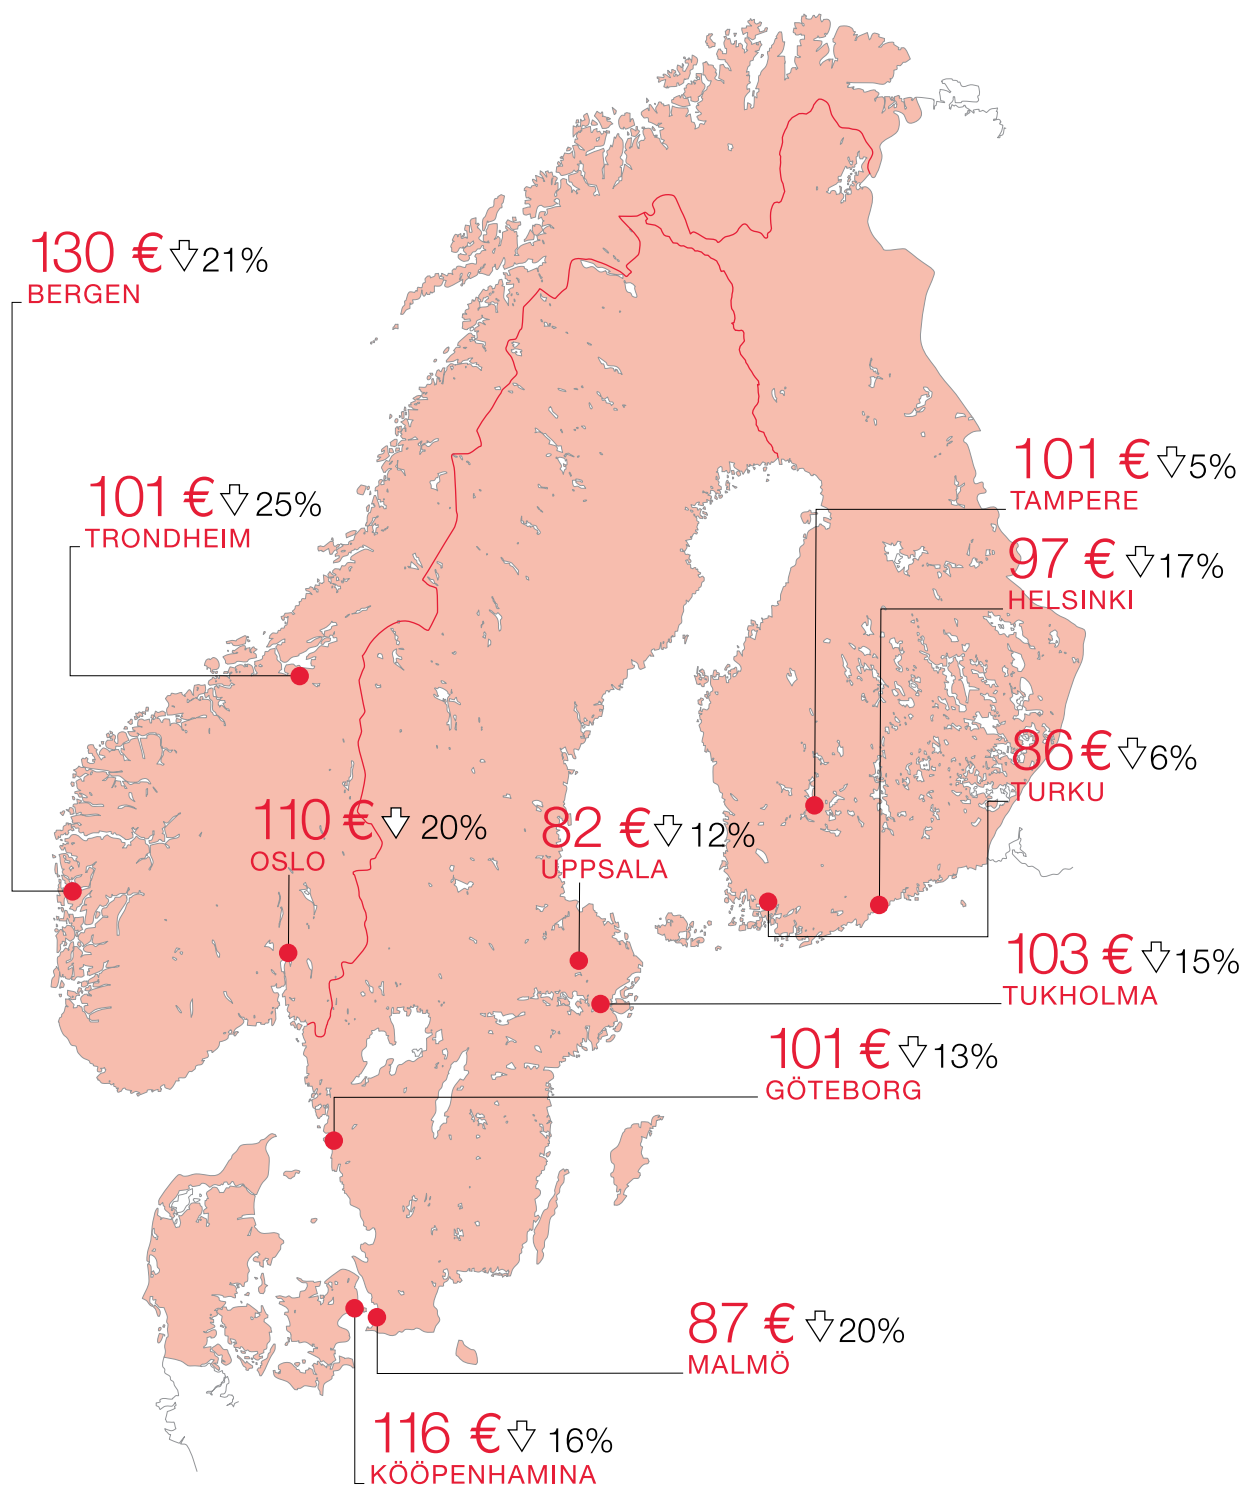 130 € 21%
BERGEN
101 € 5%
TAMPERE
101 € 25%
TRONDHEIM
97 € 17%
HELSINKI
86 € 6%
TURKU
110 € 20%
OSLO
82 € 12%
UPPSALA
103 € 15%
TUKHOLMA
101 € 13%
GÖTEBORG
87 € 20%
MALMÖ
116 € 16%
KÖÖPENHAMINA